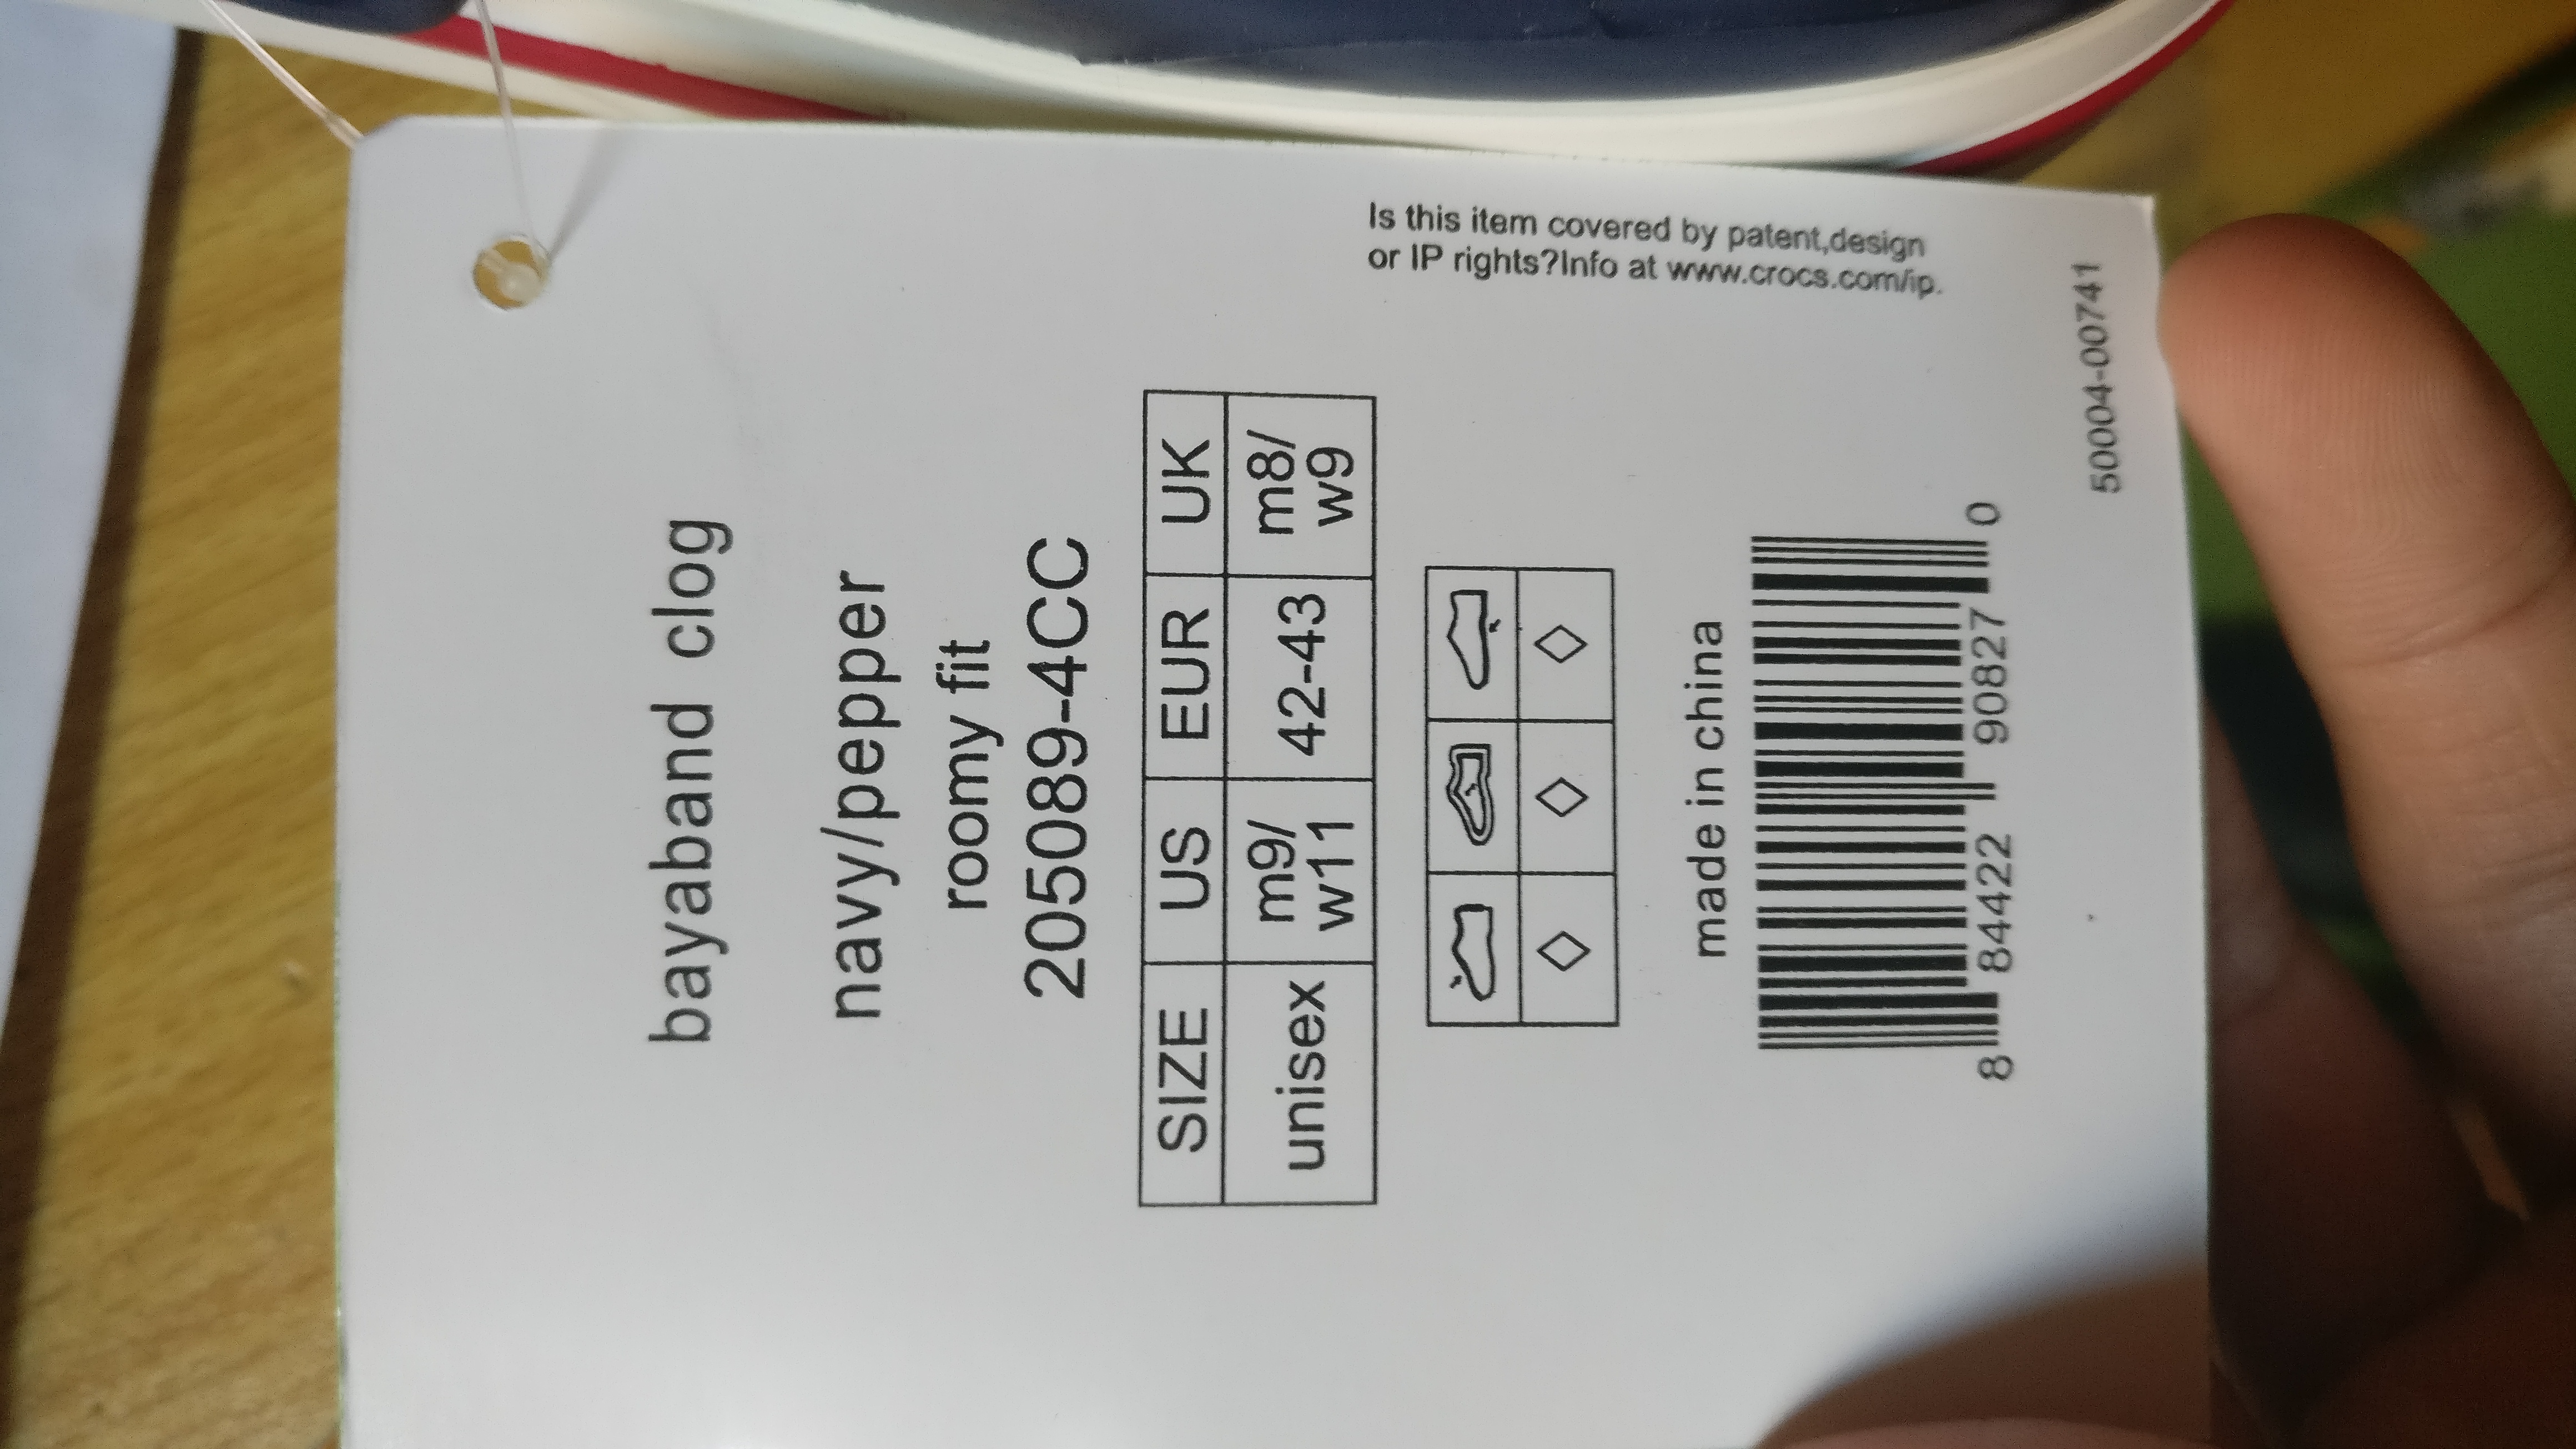 bayaband clog
navy/pepper
roomy fit
205089-4CC
SIZE US EUR UK
unisex m9/ w11 42-43 m8/ w9
made in china
8 84422 90827 0
50004-00741
Is this item covered by patent,design
or IP rights?Info at www.crocs.com/ip.